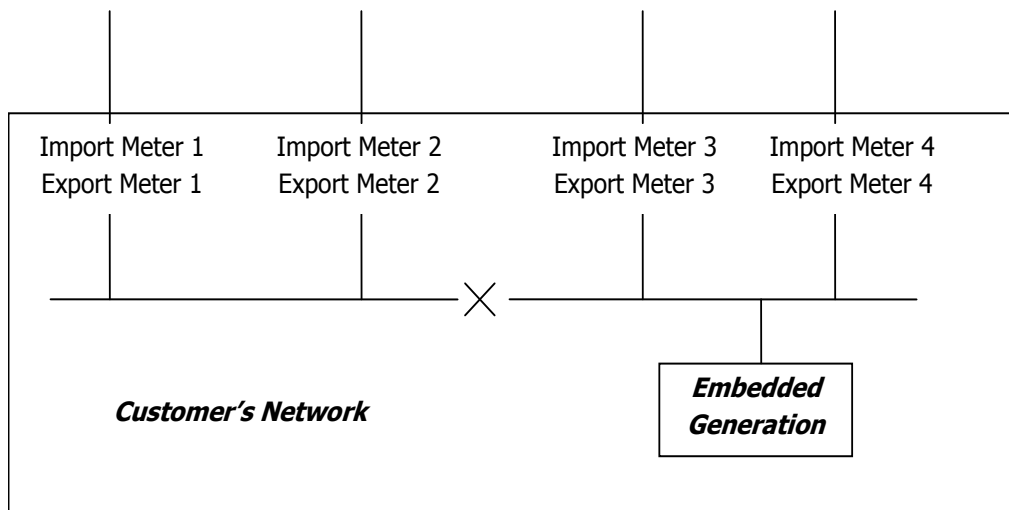 Import Meter 1
Export Meter 1
Import Meter 2
Export Meter 2
Import Meter 3
Export Meter 3
Import Meter 4
Export Meter 4
Customer's Network
Embedded
Generation